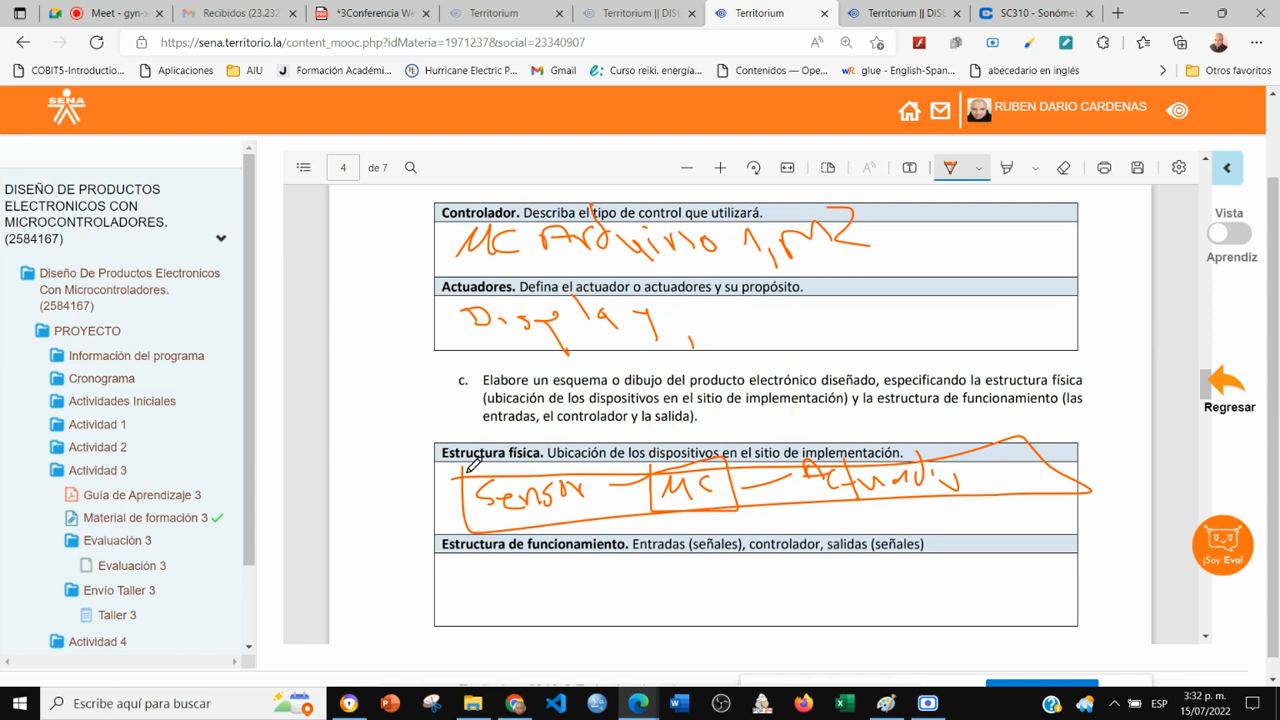 Meet - gyn-x
Recibidos (23.232
*3Conferencia We
Territorium
Territorium || DISE
Territorium
Territorium || DISE
SC310 - Sonómet
https://sena.territorio.la/content_mooc.php?idMateria=1971237&social=23340907
COBIT5-Introductio...
Aplicaciones
AIU
Formación Académi...
Hurricane Electric P...
Gmail
Curso reiki. energía...
Contenidos — Ope...
glue - English-Span...
abecedario en inglés
Otros favoritos
SENA
RUBEN DARIO CARDENAS
4 de 7
DISEÑO DE PRODUCTOS
ELECTRONICOS CON
MICROCONTROLADORES.
(2584167)
Diseño De Productos Electronicos
Con Microcontroladores.
(2584167)
PROYECTO
Información del programa
Cronograma
Actividades Iniciales
Actividad 1
Actividad 2
Actividad 3
Guía de Aprendizaje 3
Material de formación 3
Evaluación 3
Evaluación 3
Envío Taller 3
Taller 3
Actividad 4
Controlador. Describa el tipo de control que utilizará.
MC Arduino 1, M2
Actuadores. Defina el actuador o actuadores y su propósito.
Display,
c. Elabore un esquema o dibujo del producto electrónico diseñado, especificando la estructura física
(ubicación de los dispositivos en el sitio de implementación) y la estructura de funcionamiento (las
entradas, el controlador y la salida).
Estructura física. Ubicación de los dispositivos en el sitio de implementación.
Sensor — MC —
Estructura de funcionamiento. Entradas (señales), controlador, salidas (señales)
Vista
Aprendiz
Regresar
¡Soy Eva!
Escribe aquí para buscar
ESP
3:32 p. m.
15/07/2022